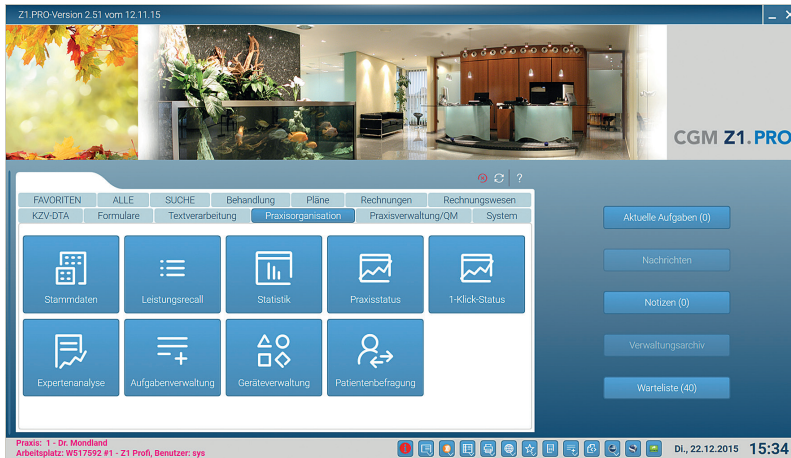 Z1.PRO-Version 2.51 vom 12.11.15
CGM Z1.PRO
?
FAVORITEN ALLE SUCHE Behandlung Pläne Rechnungen Rechnungswesen
KZV-DTA Formulare Textverarbeitung Praxisorganisation Praxisverwaltung/QM System
Stammdaten Leistungsrecall Statistik Praxisstatus 1-Klick-Status
Expertenanalyse Aufgabenverwaltung Geräteverwaltung Patientenbefragung
Aktuelle Aufgaben (0)
Nachrichten
Notizen (0)
Verwaltungsarchiv
Warteliste (40)
Praxis: 1 - Dr. Mondland
Arbeitsplatz: W517592 #1 - Z1 Profi, Benutzer: sys
Di., 22.12.2015 15:34